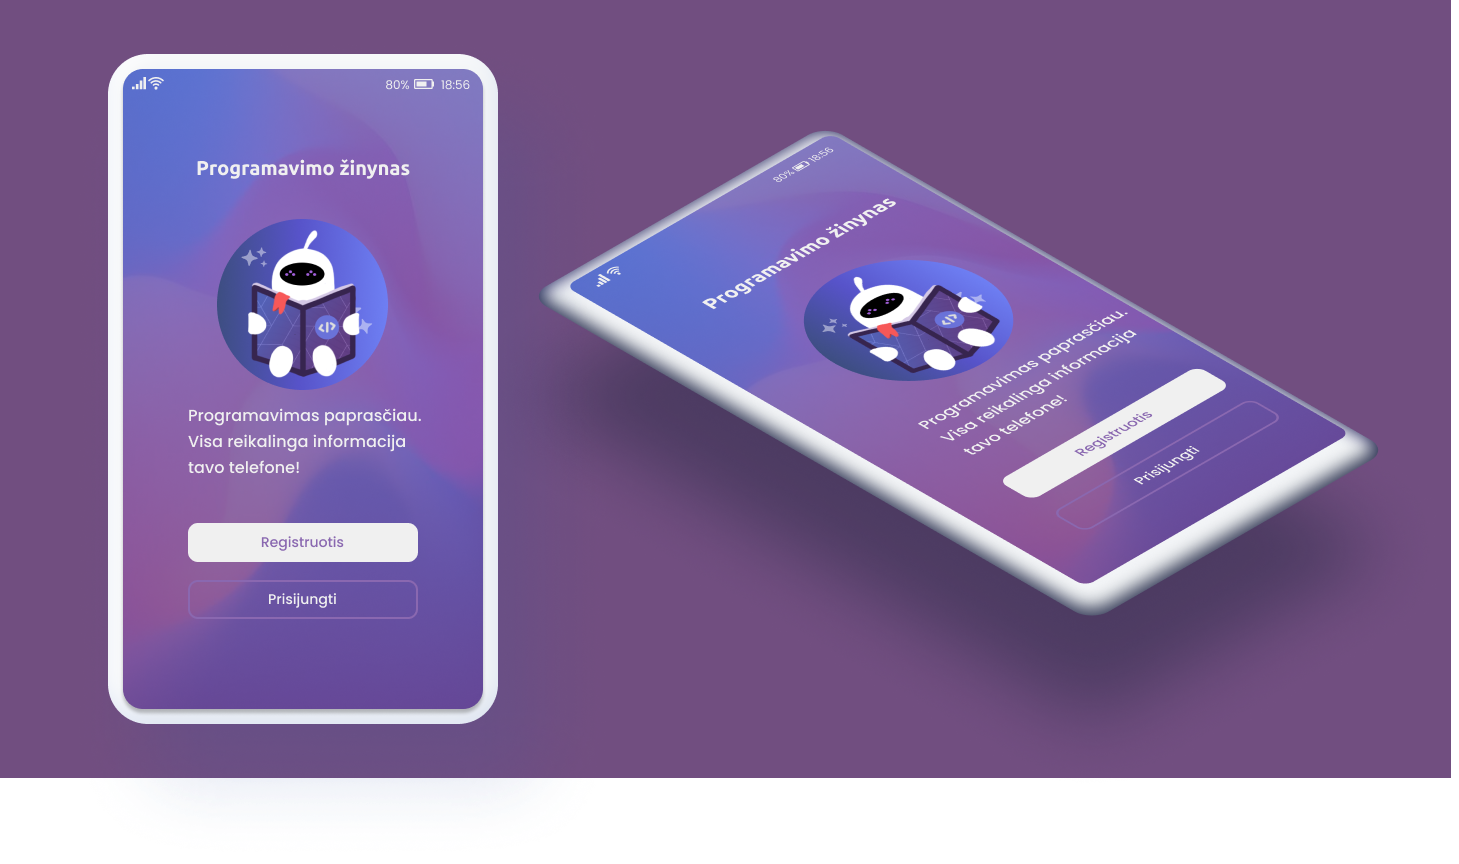 80% 18:56
Programavimo žinynas
</>
Programavimas paprasčiau.
Visa reikalinga informacija
tavo telefone!
Registruotis
Prisijungti
80% 18:56
Programavimo žinynas
</>
Programavimas paprasčiau.
Visa reikalinga informacija
tavo telefone!
Registruotis
Prisijungti